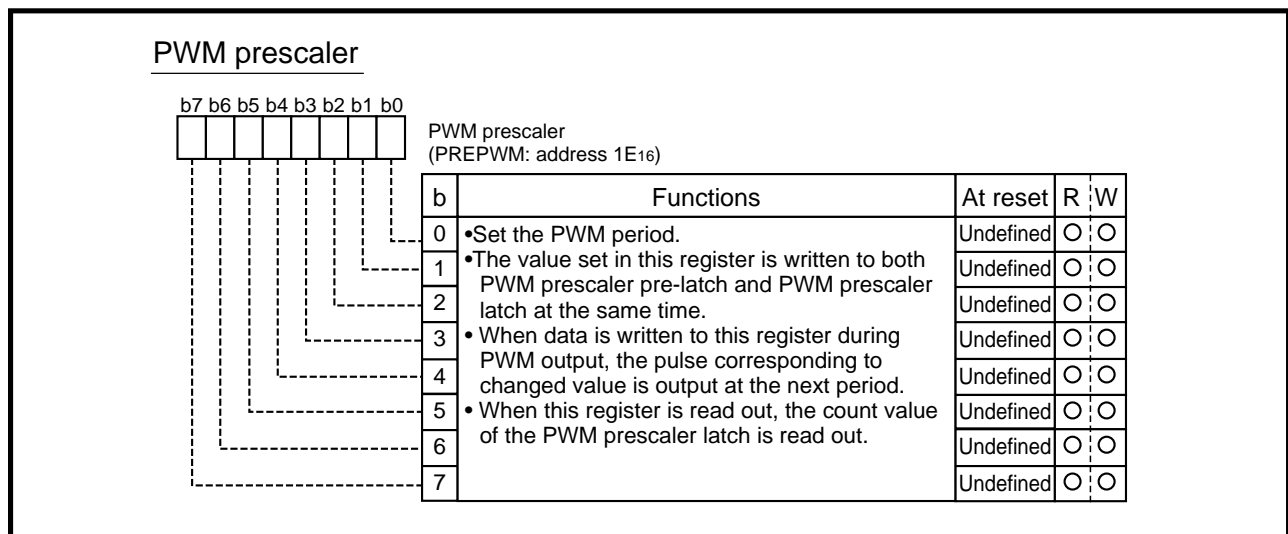 PWM prescaler
b7 b6 b5 b4 b3 b2 b1 b0
PWM prescaler
(PREPWM: address 1E16)
b Functions At reset R W
0 •Set the PWM period. Undefined O O
1 •The value set in this register is written to both Undefined O O
PWM prescaler pre-latch and PWM prescaler
2 latch at the same time. Undefined O O
3 • When data is written to this register during Undefined O O
PWM output, the pulse corresponding to
4 changed value is output at the next period. Undefined O O
5 • When this register is read out, the count value Undefined O O
of the PWM prescaler latch is read out.
6 Undefined O O
7 Undefined O O